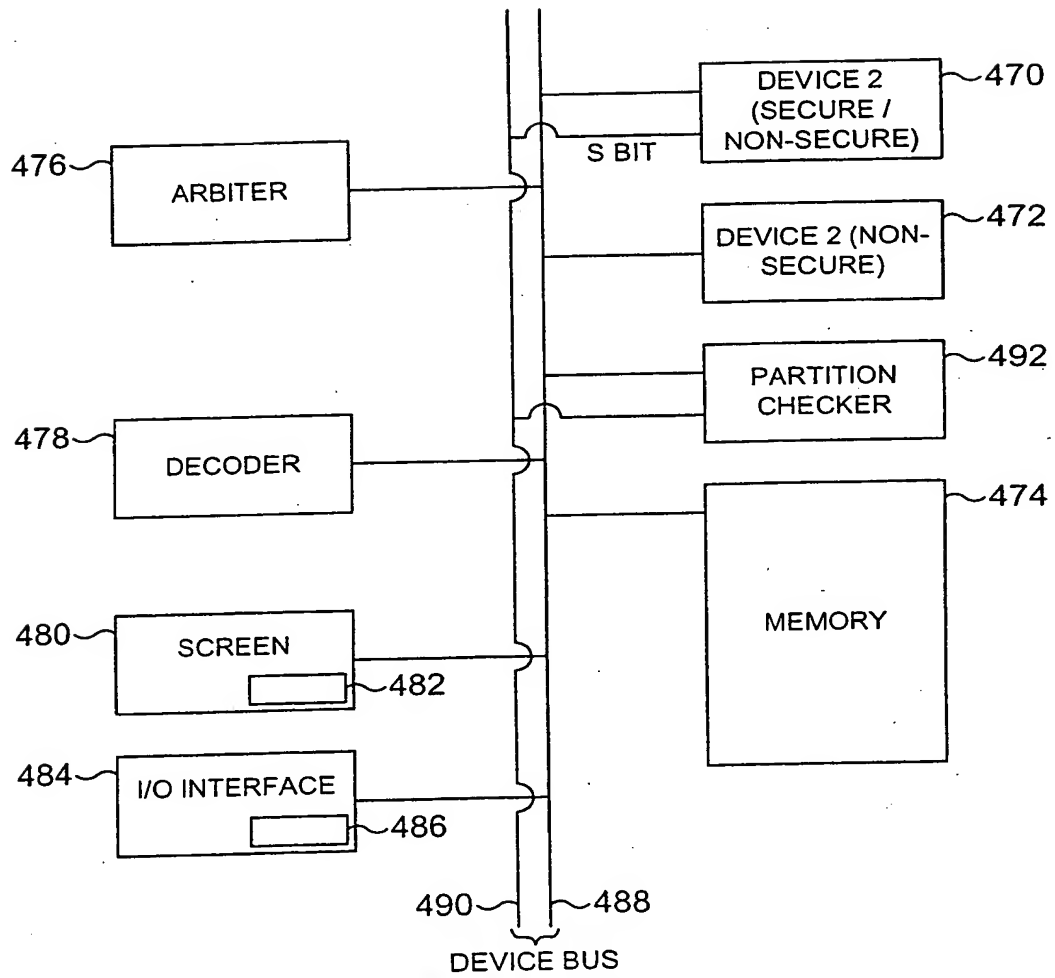 470
DEVICE 2
(SECURE /
NON-SECURE)
S BIT
476
ARBITER
472
DEVICE 2 (NON-
SECURE)
492
PARTITION
CHECKER
478
DECODER
474
MEMORY
480
SCREEN
482
484
I/O INTERFACE
486
490
488
DEVICE BUS